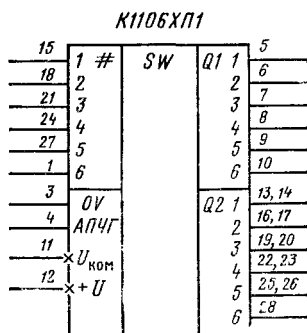 К1106ХП1
15 1 # SW Q1 1 5
18 2 2 6
21 3 3 7
24 4 4 8
27 5 5 9
1 6 6 10
3 0V Q2 1 13,14
4 АПЧГ 2 16,17
11 Uком 3 19,20
12 +U 4 22,23
5 25,26
6 28